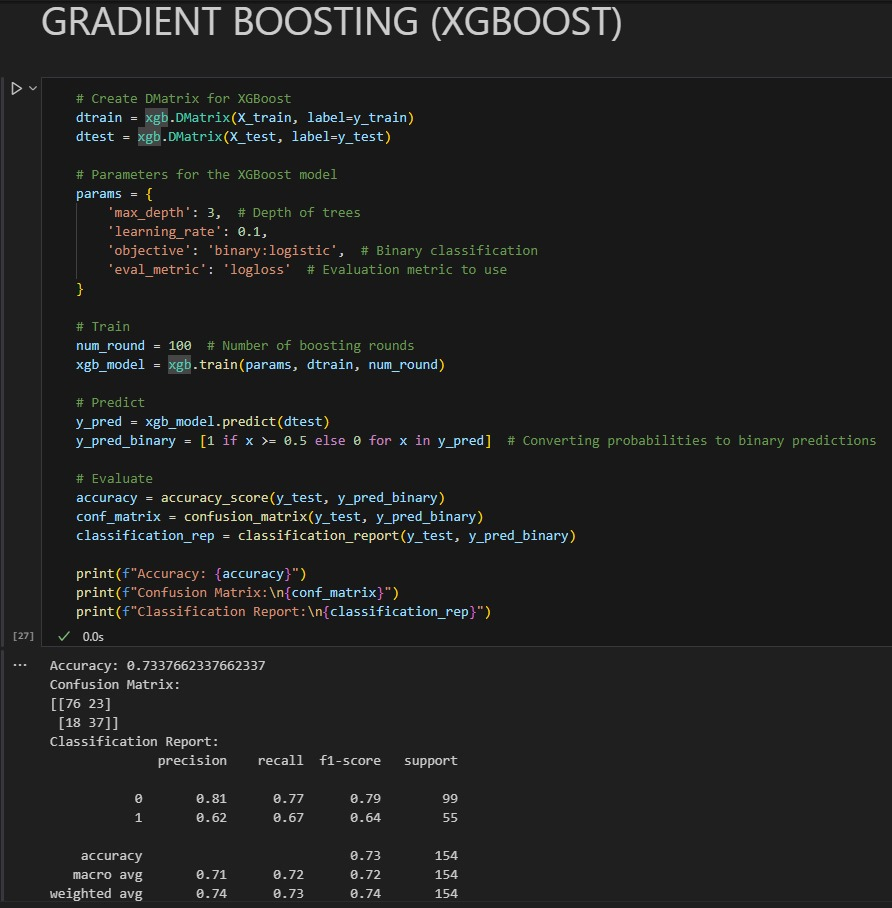 GRADIENT BOOSTING (XGBOOST)
# Create DMatrix for XGBoost
dtrain = xgb.DMatrix(X_train, label=y_train)
dtest = xgb.DMatrix(X_test, label=y_test)
# Parameters for the XGBoost model
params = {
    'max_depth': 3,  # Depth of trees
    'learning_rate': 0.1,
    'objective': 'binary:logistic',  # Binary classification
    'eval_metric': 'logloss'  # Evaluation metric to use
}
# Train
num_round = 100  # Number of boosting rounds
xgb_model = xgb.train(params, dtrain, num_round)
# Predict
y_pred = xgb_model.predict(dtest)
y_pred_binary = [1 if x >= 0.5 else 0 for x in y_pred]  # Converting probabilities to binary predictions
# Evaluate
accuracy = accuracy_score(y_test, y_pred_binary)
conf_matrix = confusion_matrix(y_test, y_pred_binary)
classification_rep = classification_report(y_test, y_pred_binary)
print(f"Accuracy: {accuracy}")
print(f"Confusion Matrix:\n{conf_matrix}")
print(f"Classification Report:\n{classification_rep}")
[27] 0.0s
Accuracy: 0.7337662337662337
Confusion Matrix:
[[76 23]
 [18 37]]
Classification Report:
              precision    recall  f1-score   support
           0       0.81      0.77      0.79        99
           1       0.62      0.67      0.64        55
    accuracy                           0.73       154
   macro avg       0.71      0.72      0.72       154
weighted avg       0.74      0.73      0.74       154